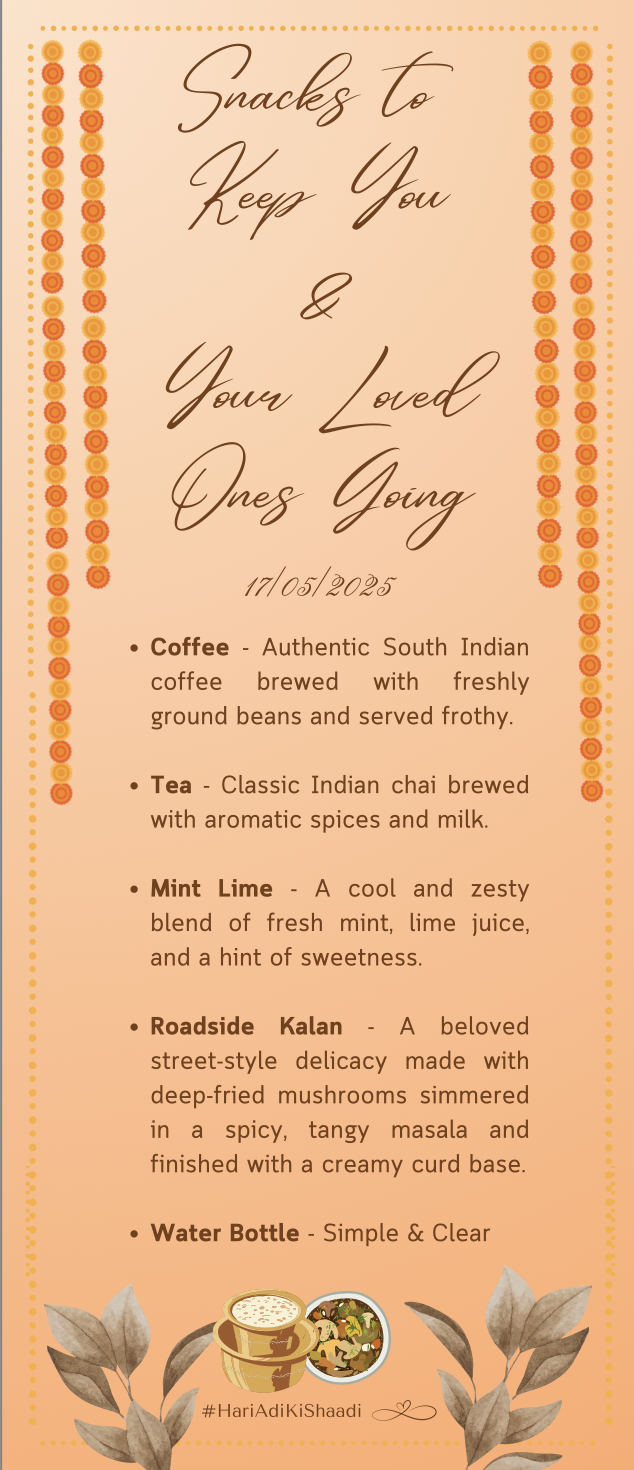 Snacks to
Keep You
&
Your Loved
Ones Going
17/05/2025
• Coffee - Authentic South Indian
coffee brewed with freshly
ground beans and served frothy.
• Tea - Classic Indian chai brewed
with aromatic spices and milk.
• Mint Lime - A cool and zesty
blend of fresh mint, lime juice,
and a hint of sweetness.
• Roadside Kalan - A beloved
street-style delicacy made with
deep-fried mushrooms simmered
in a spicy, tangy masala and
finished with a creamy curd base.
• Water Bottle - Simple & Clear
#HariAdiKiShaadi